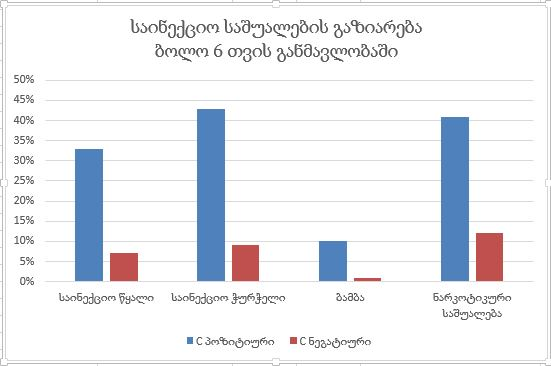 საინექციო საშუალების გაზიარება
ბოლო 6 თვის განმავლობაში
50%
45%
40%
35%
30%
25%
20%
15%
10%
5%
0%
საინექციო წყალი
საინექციო ჭურჭელი
ბამბა
ნარკოტიკური
საშუალება
C პოზიტიური
C ნეგატიური